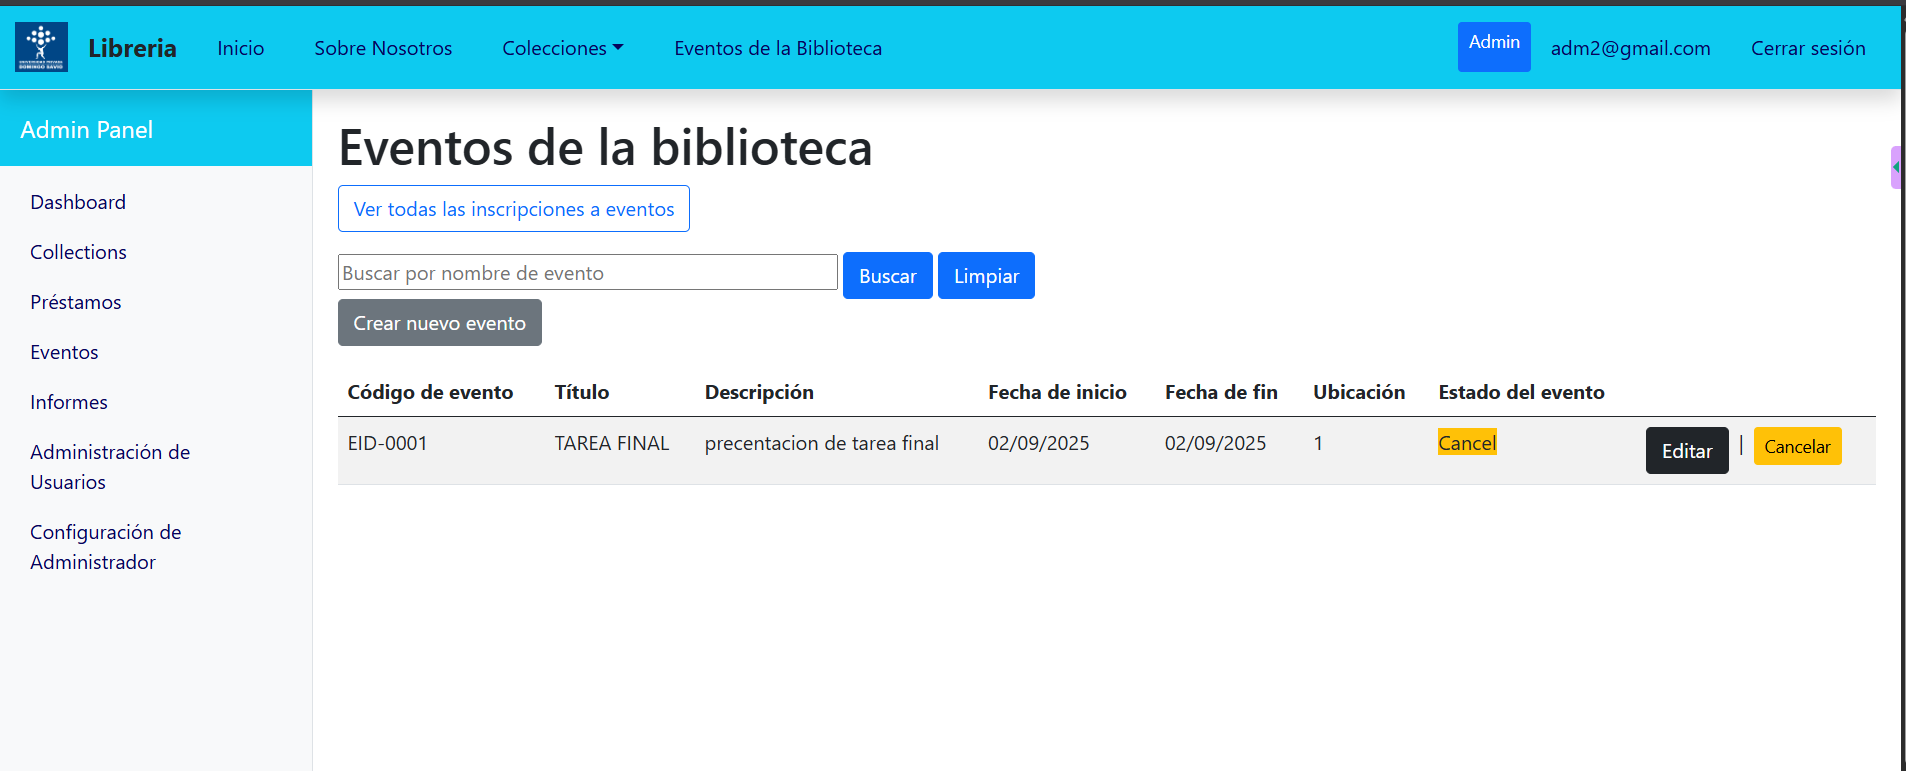 Libreria
Inicio
Sobre Nosotros
Colecciones
Eventos de la Biblioteca
Admin
adm2@gmail.com
Cerrar sesión
Admin Panel
Dashboard
Collections
Préstamos
Eventos
Informes
Administración de
Usuarios
Configuración de
Administrador
Eventos de la biblioteca
Ver todas las inscripciones a eventos
Buscar por nombre de evento
Buscar
Limpiar
Crear nuevo evento
Código de evento Título Descripción Fecha de inicio Fecha de fin Ubicación Estado del evento
EID-0001 TAREA FINAL precentacion de tarea final 02/09/2025 02/09/2025 1 Cancel Editar | Cancelar